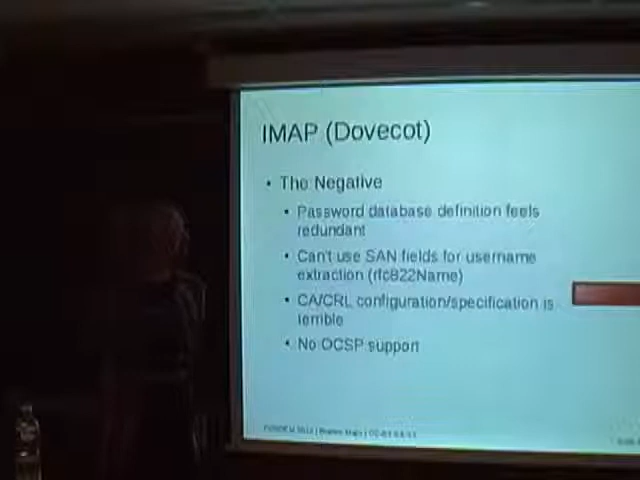 IMAP (Dovecot)
• The Negative
• Password database definition feels
redundant
• Can't use SAN fields for username
extraction (rfc822Name)
• CA/CRL configuration/specification is
terrible
• No OCSP support